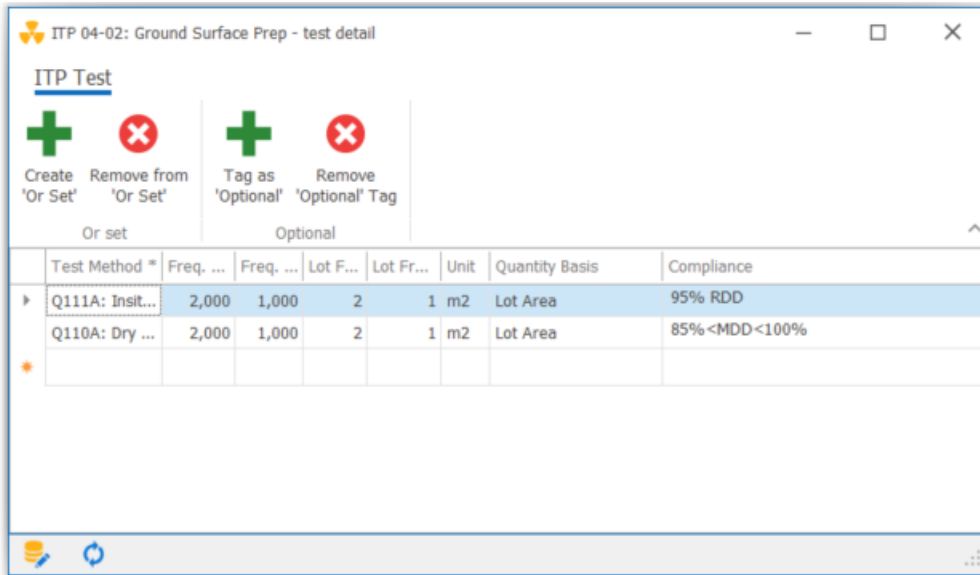 ITP 04-02: Ground Surface Prep - test detail
ITP Test
Create 'Or Set'
Remove from 'Or Set'
Tag as 'Optional'
Remove 'Optional' Tag
Or set
Optional
Test Method * Freq. ... Freq. ... Lot F... Lot Fr... Unit Quantity Basis Compliance
Q111A: Insit... 2,000 1,000 2 1 m2 Lot Area 95% RDD
Q110A: Dry ... 2,000 1,000 2 1 m2 Lot Area 85%<MDD<100%